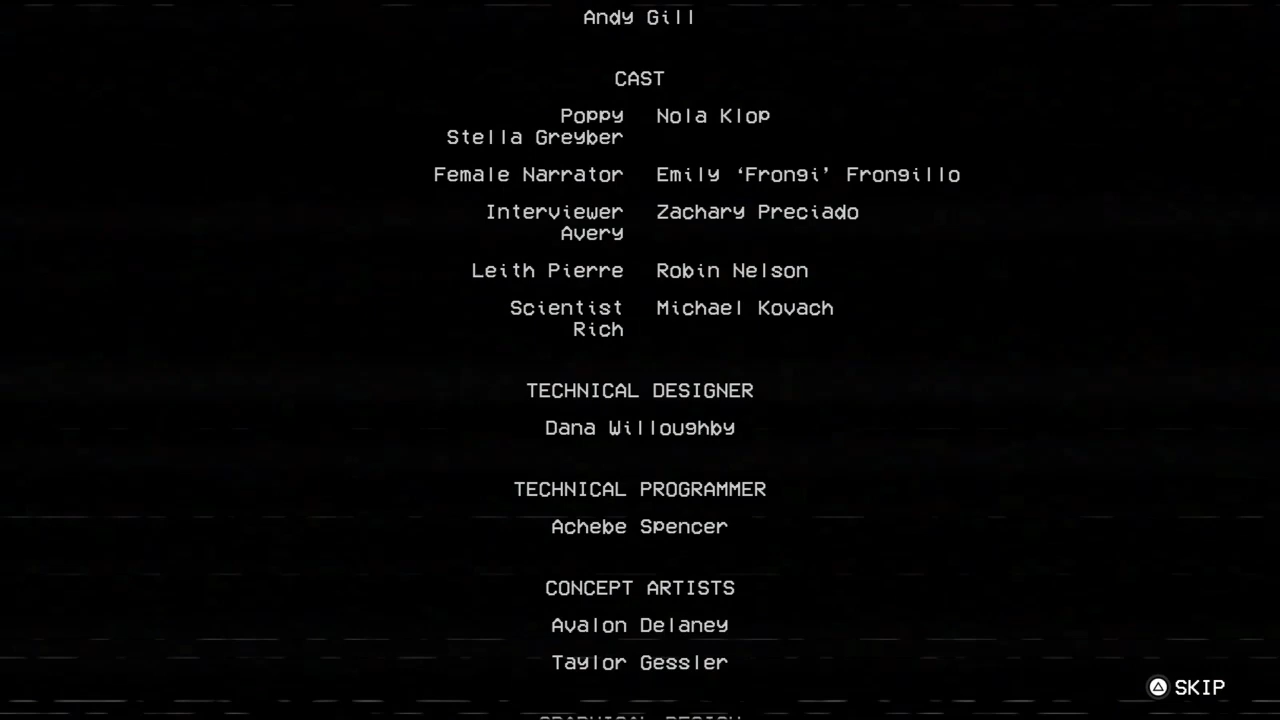 Andy Gill
CAST
Poppy Nola Klop
Stella Greyber
Female Narrator Emily ‘Frongi’ Frongillo
Interviewer Zachary Preciado
Avery
Leith Pierre Robin Nelson
Scientist Michael Kovach
Rich
TECHNICAL DESIGNER
Dana Willoughby
TECHNICAL PROGRAMMER
Achebe Spencer
CONCEPT ARTISTS
Avalon Delaney
Taylor Gessler
SKIP
GRAPHICAL DESIGN